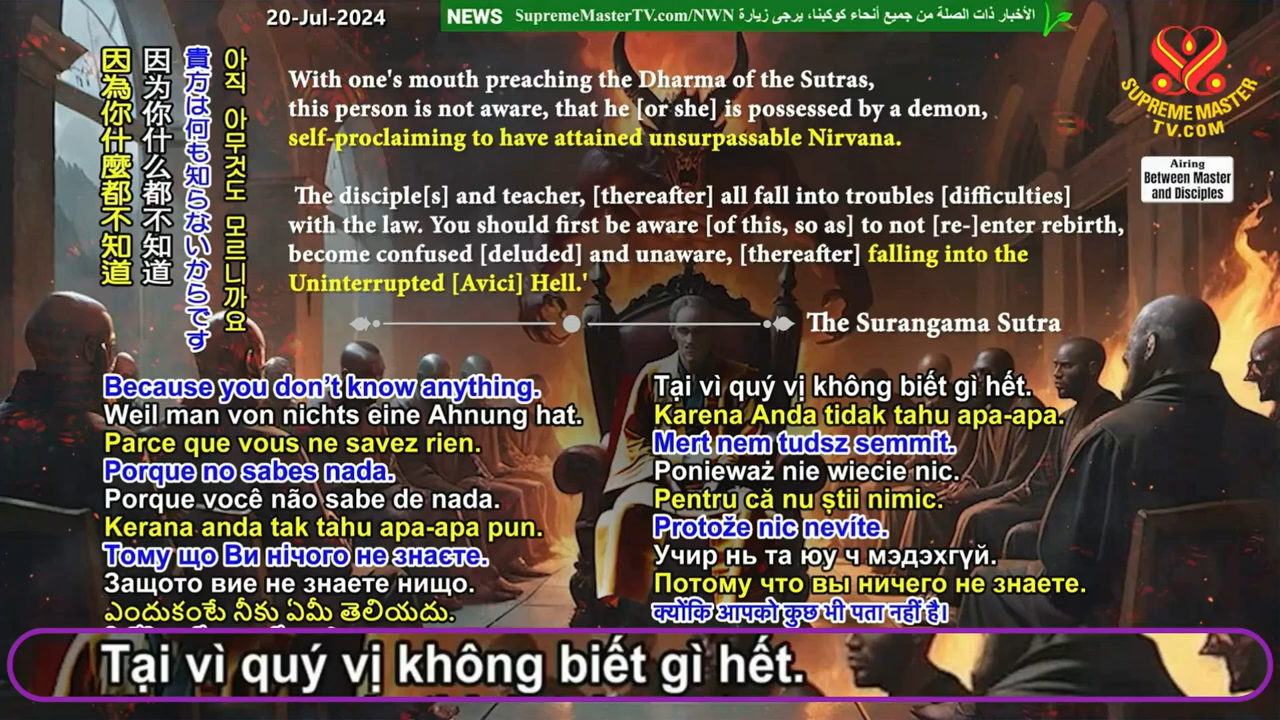 20-Jul-2024
NEWS SupremeMasterTV.com/NWN الأخبار ذات الصلة من جميع أنحاء كوكبنا، يرجى زيارة
SUPREME MASTER
TV.COM
Airing
Between Master
and Disciples
因為你什麼都不知道
因为你什么都不知道
貴方は何も知らないからです
아직 아무것도 모르니까요
With one's mouth preaching the Dharma of the Sutras,
this person is not aware, that he [or she] is possessed by a demon,
self-proclaiming to have attained unsurpassable Nirvana.
The disciple[s] and teacher, [thereafter] all fall into troubles [difficulties]
with the law. You should first be aware [of this, so as] to not [re-]enter rebirth,
become confused [deluded] and unaware, [thereafter] falling into the
Uninterrupted [Avici] Hell.'
The Surangama Sutra
Because you don't know anything.
Weil man von nichts eine Ahnung hat.
Parce que vous ne savez rien.
Porque no sabes nada.
Porque você não sabe de nada.
Kerana anda tak tahu apa-apa pun.
Тому що Ви нічого не знаєте.
Защото вие не знаете нищо.
ఎందుకంటే నీకు ఏమీ తెలియదు.
Tại vì quý vị không biết gì hết.
Karena Anda tidak tahu apa-apa.
Mert nem tudsz semmit.
Ponieważ nie wiecie nic.
Pentru că nu știi nimic.
Protože nic nevíte.
Учир нь та юу ч мэдэхгүй.
Потому что вы ничего не знаете.
क्योंकि आपको कुछ भी पता नहीं है।
Tại vì quý vị không biết gì hết.